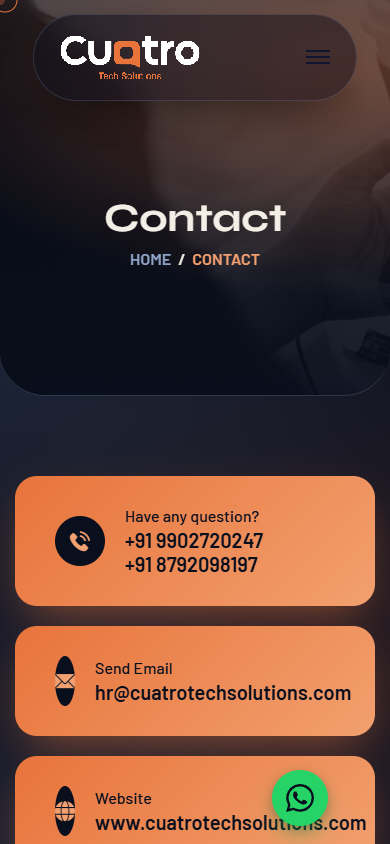 Cuatro
Tech Solutions
Contact
HOME / CONTACT
Have any question?
+91 9902720247
+91 8792098197
Send Email
hr@cuatrotechsolutions.com
Website
www.cuatrotechsolutions.com